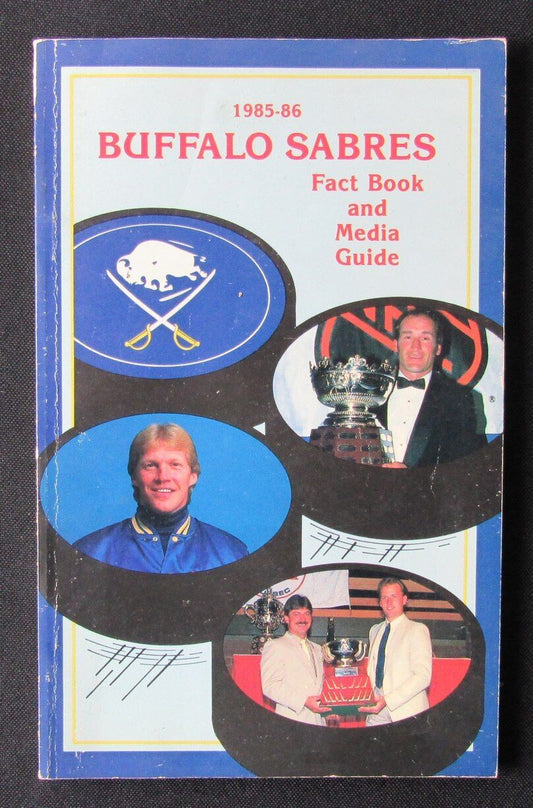 1985-86
BUFFALO SABRES
Fact Book
and
Media
Guide
®